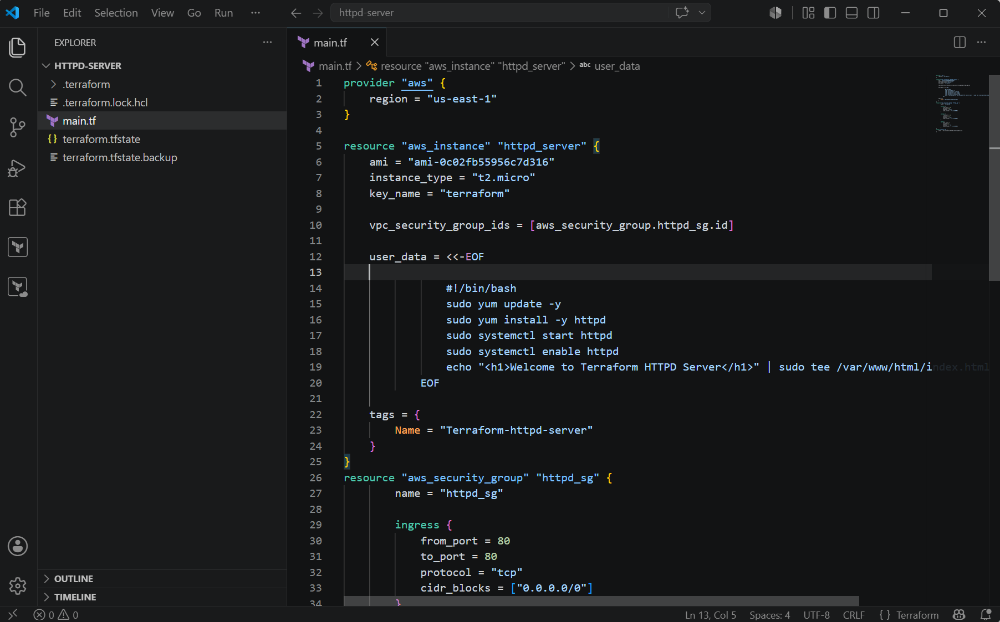 File Edit Selection View Go Run ···
httpd-server
EXPLORER ···
HTTPD-SERVER
.terraform
.terraform.lock.hcl
main.tf
terraform.tfstate
terraform.tfstate.backup
OUTLINE
TIMELINE
main.tf
main.tf > resource "aws_instance" "httpd_server" > abc user_data
1 provider "aws" {
2 region = "us-east-1"
3 }
4
5 resource "aws_instance" "httpd_server" {
6 ami = "ami-0c02fb55956c7d316"
7 instance_type = "t2.micro"
8 key_name = "terraform"
9
10 vpc_security_group_ids = [aws_security_group.httpd_sg.id]
11
12 user_data = <<-EOF
13
14 #!/bin/bash
15 sudo yum update -y
16 sudo yum install -y httpd
17 sudo systemctl start httpd
18 sudo systemctl enable httpd
19 echo "<h1>Welcome to Terraform HTTPD Server</h1>" | sudo tee /var/www/html/index.html
20 EOF
21
22 tags = {
23 Name = "Terraform-httpd-server"
24 }
25 }
26 resource "aws_security_group" "httpd_sg" {
27 name = "httpd_sg"
28
29 ingress {
30 from_port = 80
31 to_port = 80
32 protocol = "tcp"
33 cidr_blocks = ["0.0.0.0/0"]
34 }
0 0
Ln 13, Col 5 Spaces: 4 UTF-8 CRLF { } Terraform